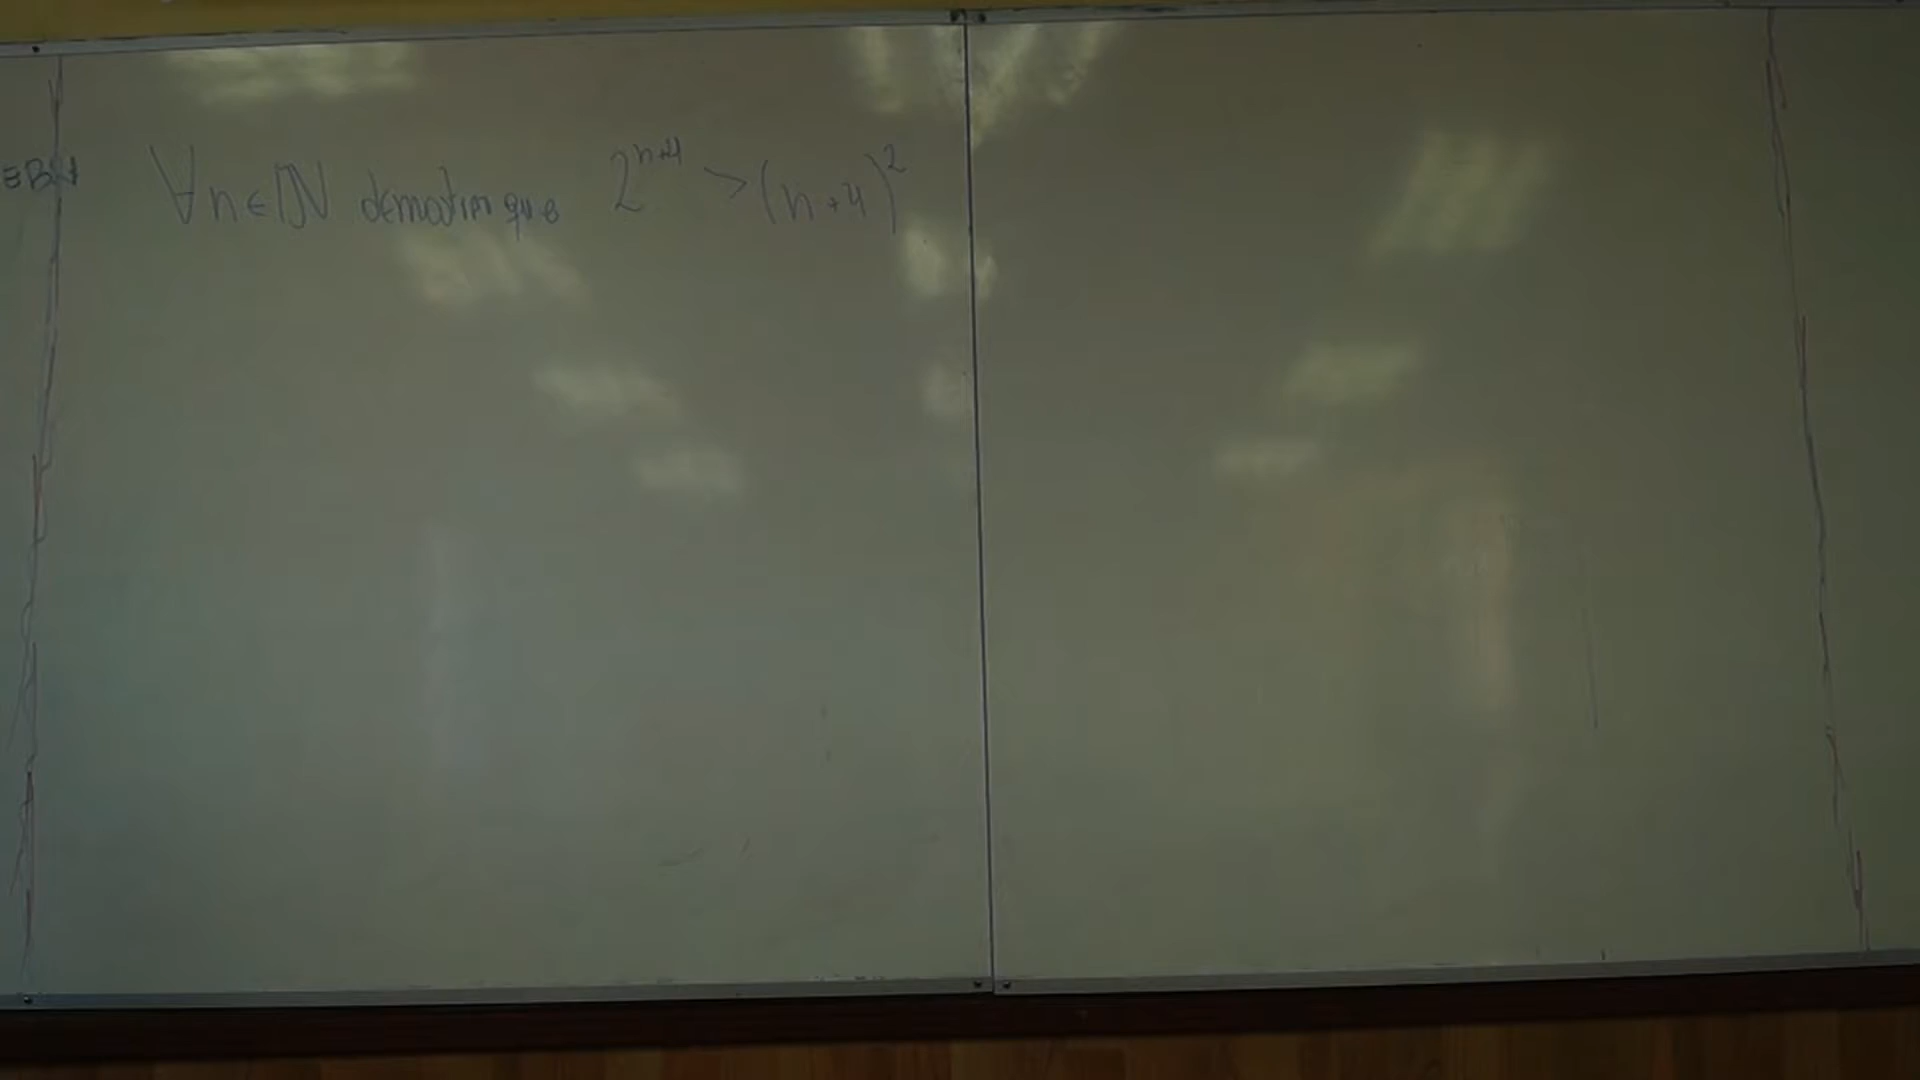 ∀n∈ℕ demostrar que 2^{n+4} > (n+4)^2